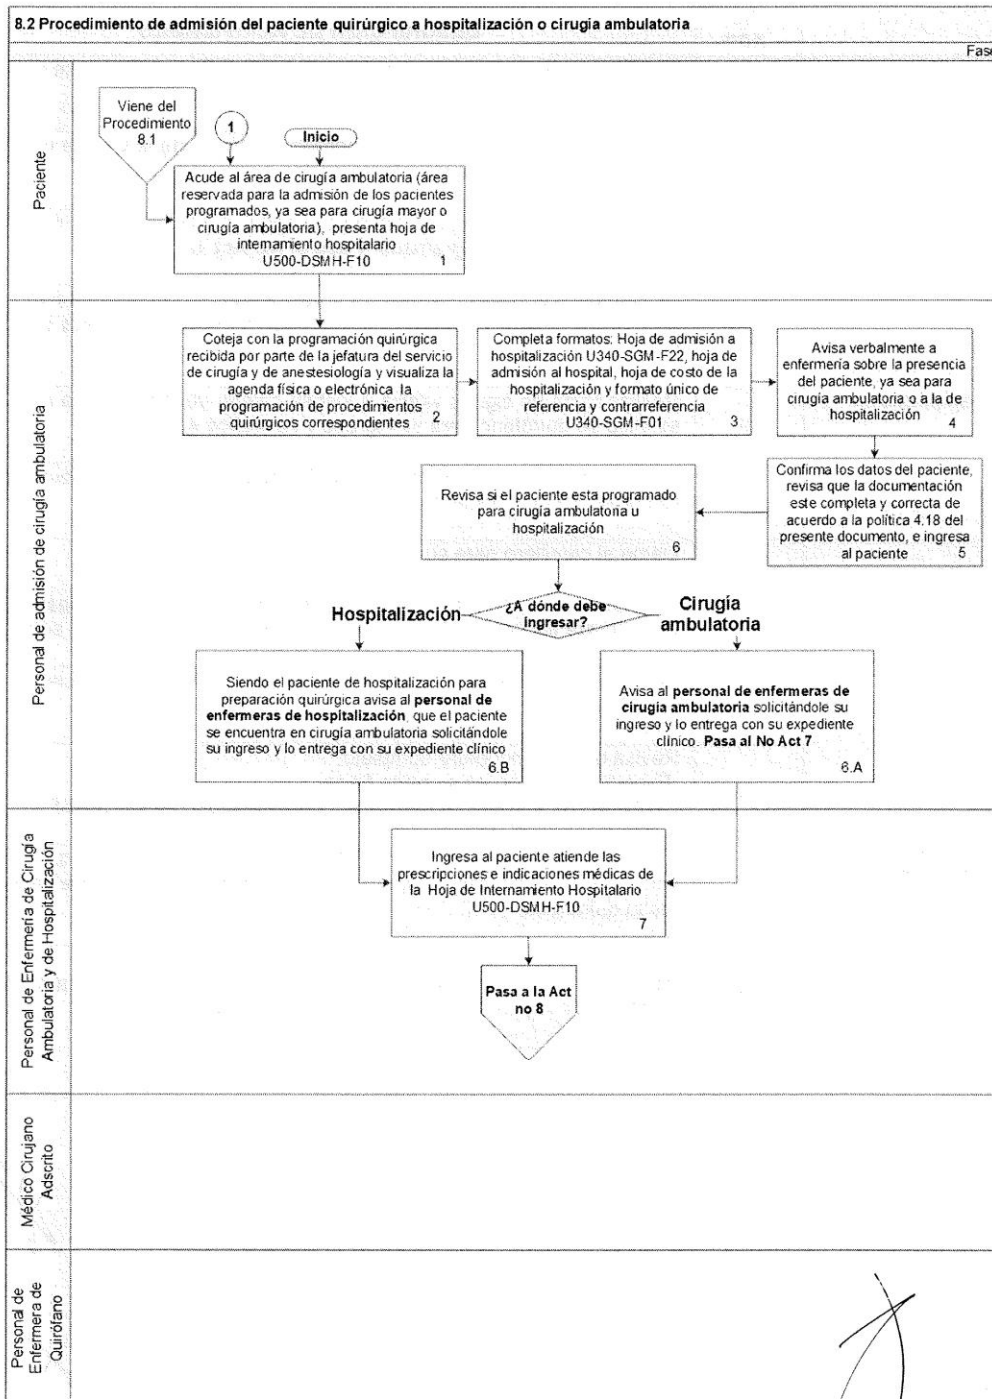 8.2 Procedimiento de admisión del paciente quirúrgico a hospitalización o cirugía ambulatoria
Fase
Paciente
Viene del
Procedimiento
8.1
1
Inicio
Acude al área de cirugía ambulatoria (área
reservada para la admisión de los pacientes
programados, ya sea para cirugía mayor o
cirugía ambulatoria), presenta hoja de
internamiento hospitalario
U500-DSMH-F10
1
Personal de admisión de cirugía ambulatoria
Coteja con la programación quirúrgica
recibida por parte de la jefatura del servicio
de cirugía y de anestesiología y visualiza la
agenda física o electrónica la
programación de procedimientos
quirúrgicos correspondientes
2
Completa formatos: Hoja de admisión a
hospitalización U340-SGM-F22, hoja de
admisión al hospital, hoja de costo de la
hospitalización y formato único de
referencia y contrarreferencia
U340-SGM-F01
3
Avisa verbalmente a
enfermería sobre la presencia
del paciente, ya sea para
cirugía ambulatoria o a la de
hospitalización
4
Confirma los datos del paciente,
revisa que la documentación
este completa y correcta de
acuerdo a la política 4.18 del
presente documento, e ingresa
al paciente
5
Revisa si el paciente esta programado
para cirugía ambulatoria u
hospitalización
6
¿A dónde debe
ingresar?
Hospitalización
Cirugía
ambulatoria
Siendo el paciente de hospitalización para
preparación quirúrgica avisa al personal de
enfermeras de hospitalización, que el paciente
se encuentra en cirugía ambulatoria solicitándole
su ingreso y lo entrega con su expediente clínico
6.B
Avisa al personal de enfermeras de
cirugía ambulatoria solicitándole su
ingreso y lo entrega con su expediente
clínico. Pasa al No Act 7
6.A
Personal de Enfermería de Cirugía
Ambulatoria y de Hospitalización
Ingresa al paciente atiende las
prescripciones e indicaciones médicas de
la Hoja de Internamiento Hospitalario
U500-DSMH-F10
7
Pasa a la Act
no 8
Médico Cirujano
Adscrito
Personal de
Enfermera de
Quirófano